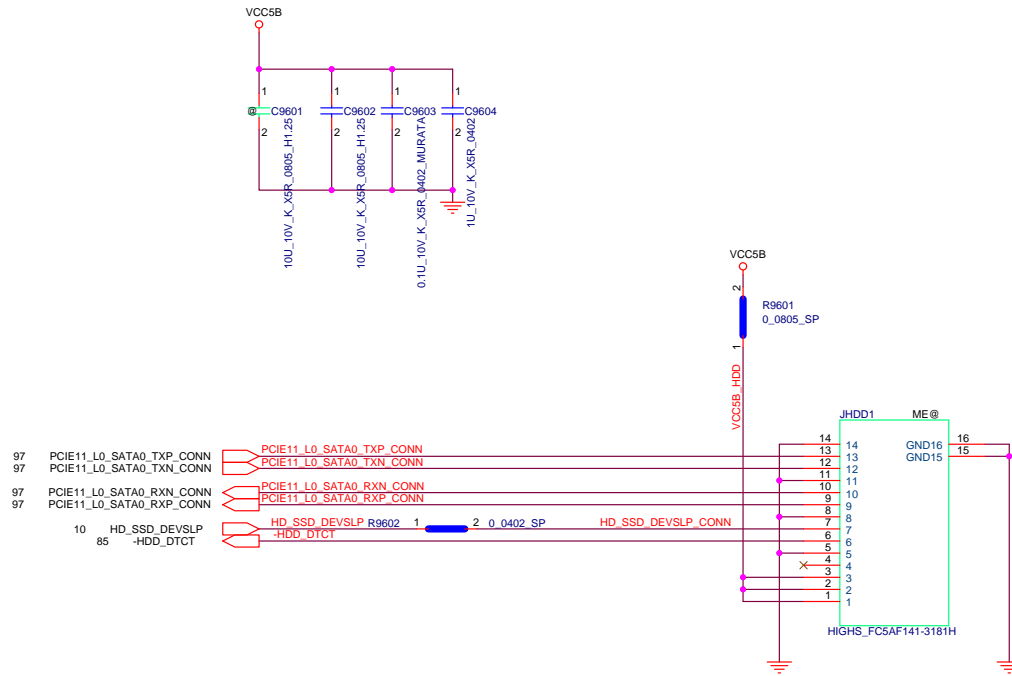 VCC5B
1 1 1 1
@ C9601 C9602 C9603 C9604
2 2 2 2
10U_10V_K_X5R_0805_H1.25
10U_10V_K_X5R_0805_H1.25
0.1U_10V_K_X5R_0402_MURATA
1U_10V_K_X5R_0402
VCC5B
2
R9601
0_0805_SP
1
VCC5B_HDD
JHDD1 ME@
14 14 GND16 16
97 PCIE11_L0_SATA0_TXP_CONN PCIE11_L0_SATA0_TXP_CONN 13 13 GND15 15
97 PCIE11_L0_SATA0_TXN_CONN PCIE11_L0_SATA0_TXN_CONN 12 12
11 11
97 PCIE11_L0_SATA0_RXN_CONN PCIE11_L0_SATA0_RXN_CONN 10 10
97 PCIE11_L0_SATA0_RXP_CONN PCIE11_L0_SATA0_RXP_CONN 9 9
8 8
10 HD_SSD_DEVSLP HD_SSD_DEVSLP R9602 1 2 0_0402_SP HD_SSD_DEVSLP_CONN 7 7
85 -HDD_DTCT -HDD_DTCT 6 6
5 5
4 4
3 3
2 2
1 1
HIGHS_FC5AF141-3181H